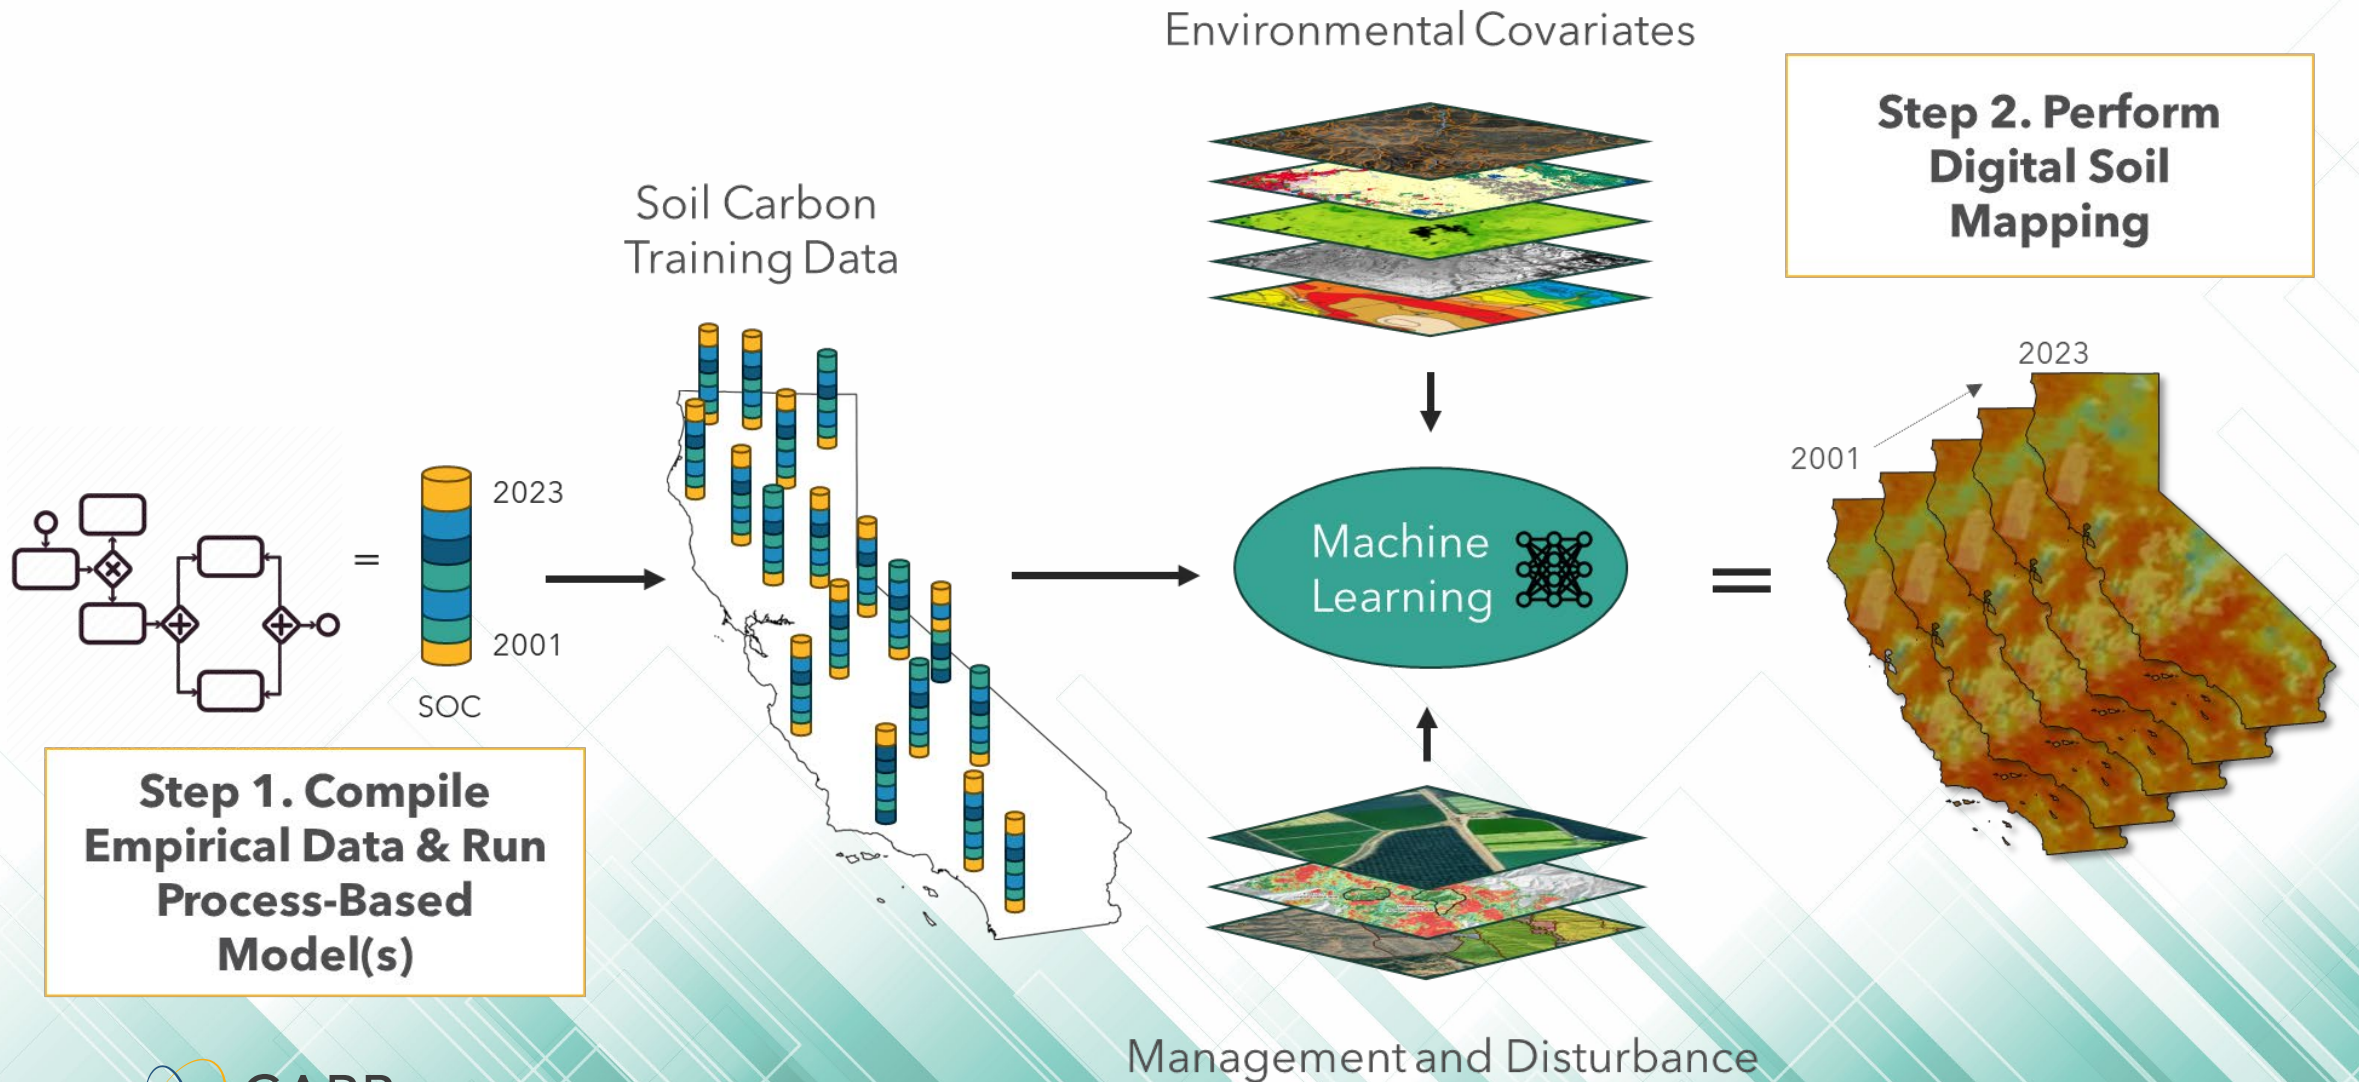 Environmental Covariates
Step 2. Perform
Digital Soil
Mapping
Soil Carbon
Training Data
2023
2001
2023
2001
SOC
=
Machine
Learning
=
Step 1. Compile
Empirical Data & Run
Process-Based
Model(s)
Management and Disturbance